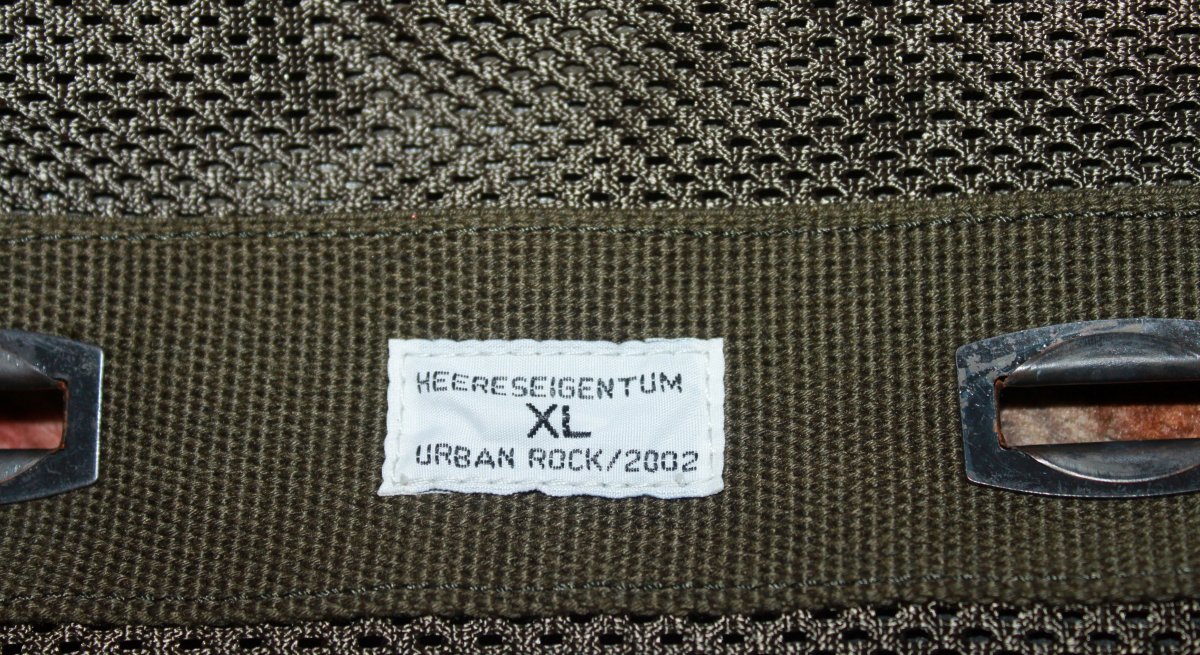 HEERESEIGENTUM
XL
URBAN ROCK/2002